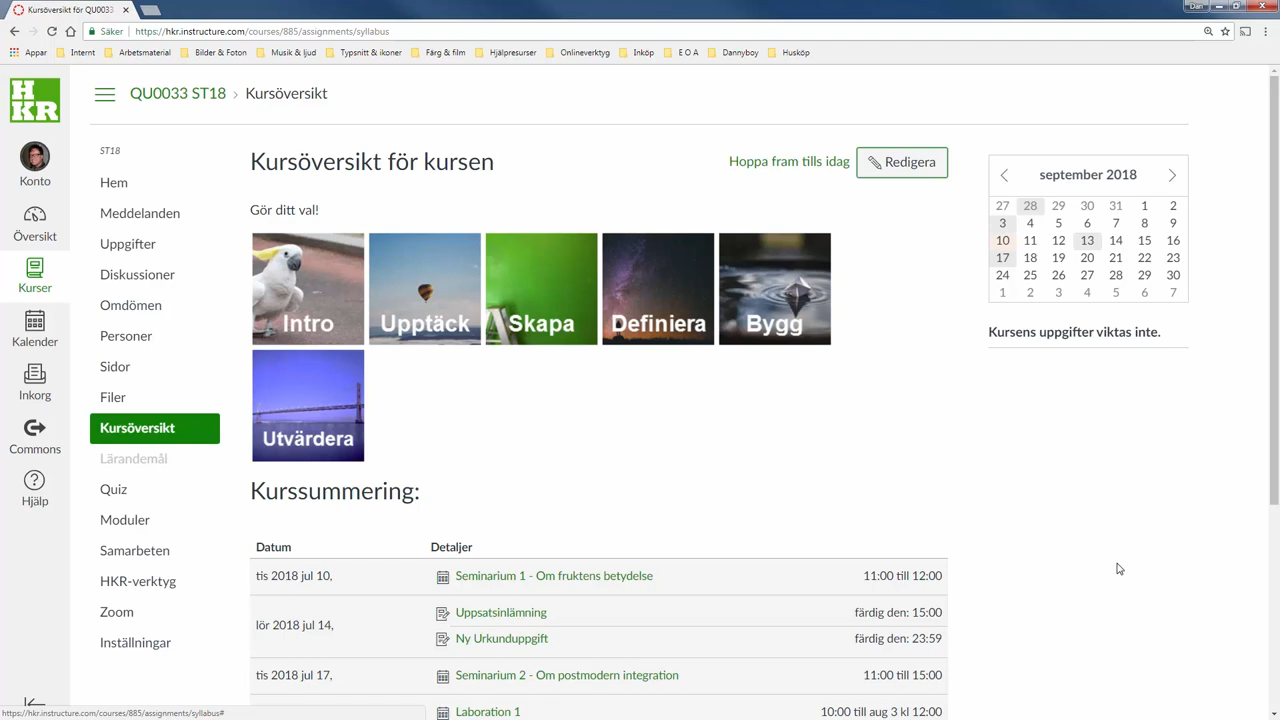 Kursöversikt för QU0033
Dan
Säker
https://hkr.instructure.com/courses/885/assignments/syllabus
Appar
Internt
Arbetsmaterial
Bilder & Foton
Musik & ljud
Typsnitt & ikoner
Färg & film
Hjälpresurser
Onlineverktyg
Inköp
E O A
Dannyboy
Husköp
HKR
Konto
Översikt
Kurser
Kalender
Inkorg
Commons
Hjälp
QU0033 ST18 › Kursöversikt
ST18
Hem
Meddelanden
Uppgifter
Diskussioner
Omdömen
Personer
Sidor
Filer
Kursöversikt
Lärandemål
Quiz
Moduler
Samarbeten
HKR-verktyg
Zoom
Inställningar
Kursöversikt för kursen
Hoppa fram tills idag
Redigera
Gör ditt val!
Intro
Upptäck
Skapa
Definiera
Bygg
Utvärdera
Kurssummering:
Datum Detaljer
tis 2018 jul 10, Seminarium 1 - Om fruktens betydelse 11:00 till 12:00
lör 2018 jul 14, Uppsatsinlämning färdig den: 15:00
Ny Urkunduppgift färdig den: 23:59
tis 2018 jul 17, Seminarium 2 - Om postmodern integration 11:00 till 15:00
Laboration 1 10:00 till aug 3 kl 12:00
september 2018
27 28 29 30 31 1 2
3 4 5 6 7 8 9
10 11 12 13 14 15 16
17 18 19 20 21 22 23
24 25 26 27 28 29 30
1 2 3 4 5 6 7
Kursens uppgifter viktas inte.
https://hkr.instructure.com/courses/885/assignments/syllabus#